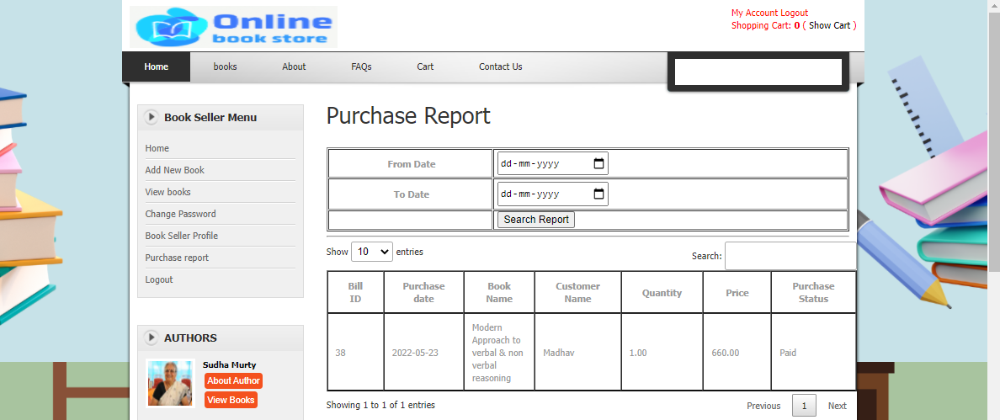 Online
book store
My Account Logout
Shopping Cart: 0 ( Show Cart )
Home books About FAQs Cart Contact Us
Book Seller Menu
Home
Add New Book
View books
Change Password
Book Seller Profile
Purchase report
Logout
AUTHORS
Sudha Murty
About Author
View Books
Purchase Report
From Date dd-mm-yyyy
To Date dd-mm-yyyy
Search Report
Show 10 entries
Search:
Bill ID Purchase date Book Name Customer Name Quantity Price Purchase Status
38 2022-05-23 Modern Approach to verbal & non verbal reasoning Madhav 1.00 660.00 Paid
Showing 1 to 1 of 1 entries
Previous 1 Next